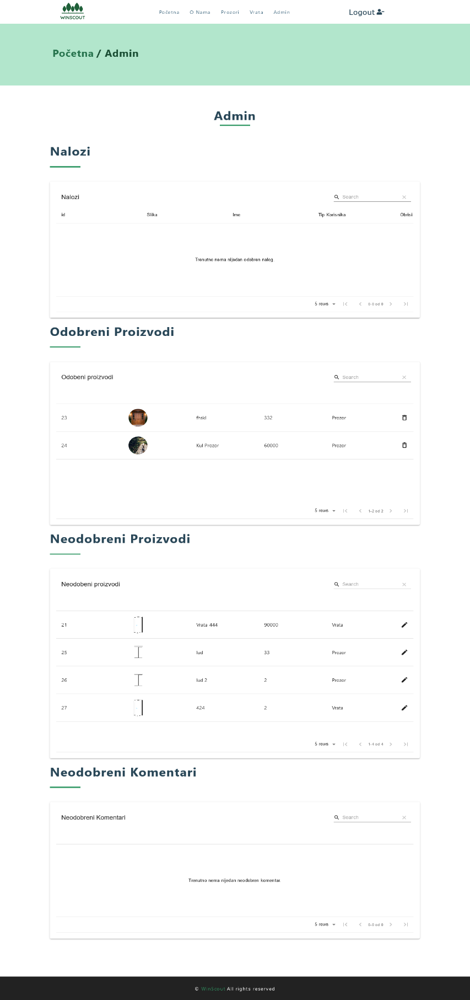 WINSCOUT
Početna O Nama Prozori Vrata Admin
Logout
Početna / Admin
Admin
Nalozi
Nalozi
Search
id Slika Ime Tip Korisnika Obrisi
Trenutno nema nijedan odobren nalog.
5 rows 0-0 od 0
Odobreni Proizvodi
Odobeni proizvodi
Search
23 fhskl 332 Prozor
24 Kul Prozor 60000 Prozor
5 rows 1-2 od 2
Neodobreni Proizvodi
Neodobeni proizvodi
Search
21 Vrata 444 90000 Vrata
25 lud 33 Prozor
26 lud 2 2 Prozor
27 424 2 Vrata
5 rows 1-4 od 4
Neodobreni Komentari
Neodobreni Komentari
Search
Trenutno nema nijedan neodobren komentar.
5 rows 0-0 od 0
© WinScout All rights reserved